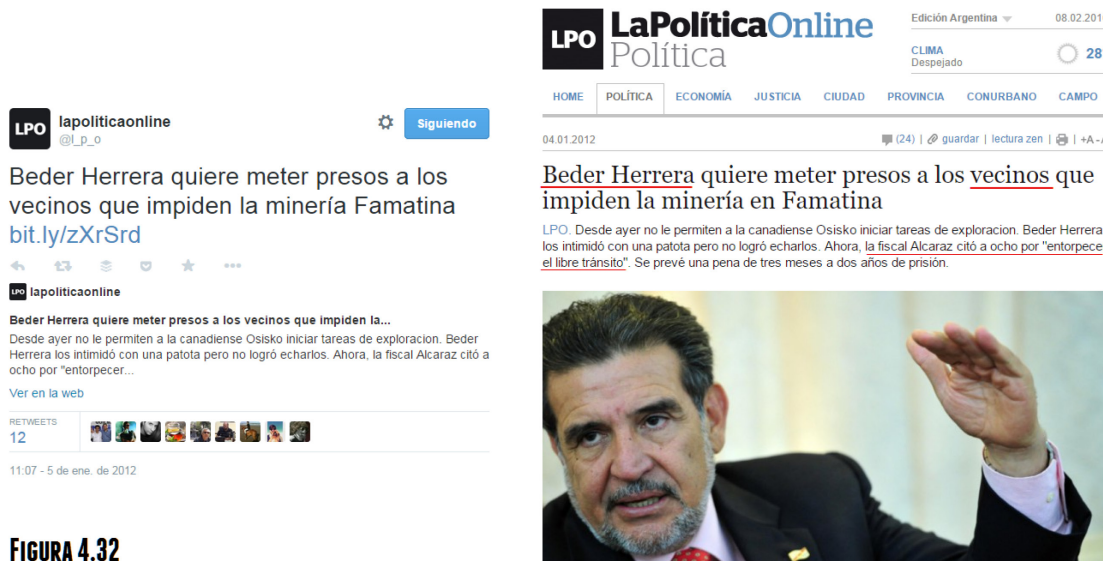 LPO
lapoliticaonline
@l_p_o
Siguiendo
Beder Herrera quiere meter presos a los
vecinos que impiden la minería Famatina
bit.ly/zXrSrd
LPO lapoliticaonline
Beder Herrera quiere meter presos a los vecinos que impiden la...
Desde ayer no le permiten a la canadiense Osisko iniciar tareas de exploracion. Beder
Herrera los intimidó con una patota pero no logró echarlos. Ahora, la fiscal Alcaraz citó a
ocho por "entorpecer...
Ver en la web
RETWEETS
12
11:07 - 5 de ene. de 2012
FIGURA 4.32
LPO
LaPolíticaOnline
Política
Edición Argentina
08.02.201
CLIMA
Despejado
28
HOME POLÍTICA ECONOMÍA JUSTICIA CIUDAD PROVINCIA CONURBANO CAMPO
04.01.2012
(24) | guardar | lectura zen | | +A -A
Beder Herrera quiere meter presos a los vecinos que
impiden la minería en Famatina
LPO. Desde ayer no le permiten a la canadiense Osisko iniciar tareas de exploracion. Beder Herrera
los intimidó con una patota pero no logró echarlos. Ahora, la fiscal Alcaraz citó a ocho por "entorpece
el libre tránsito". Se prevé una pena de tres meses a dos años de prisión.